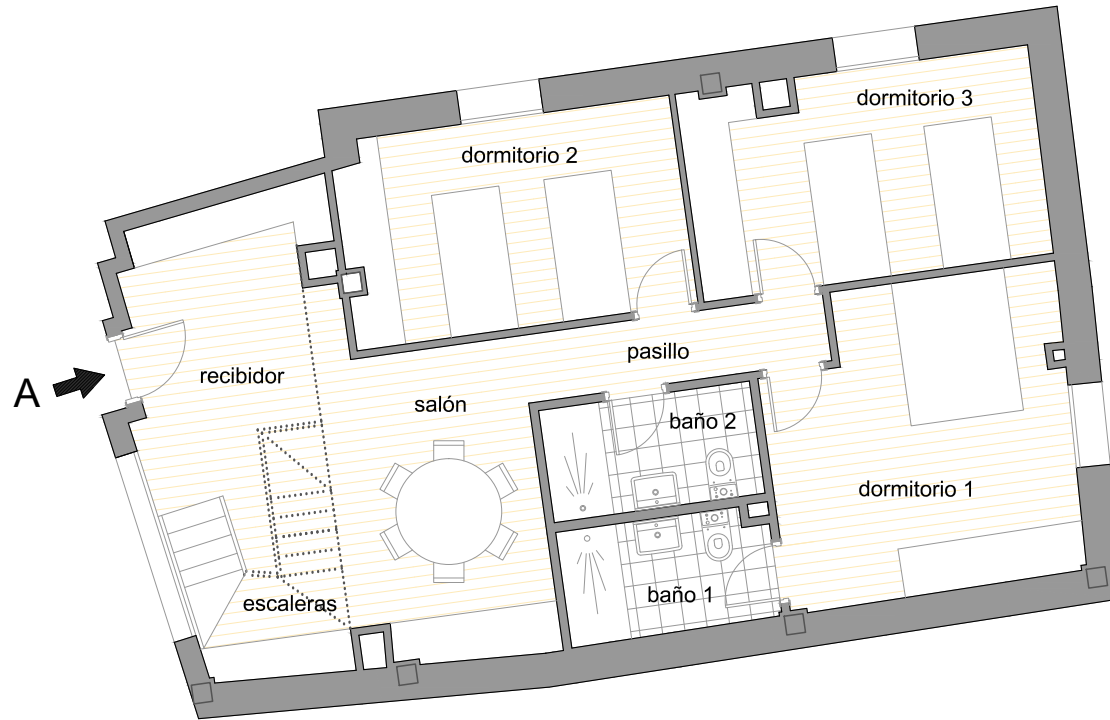 dormitorio 3
dormitorio 2
pasillo
recibidor
A
salón
baño 2
dormitorio 1
baño 1
escaleras